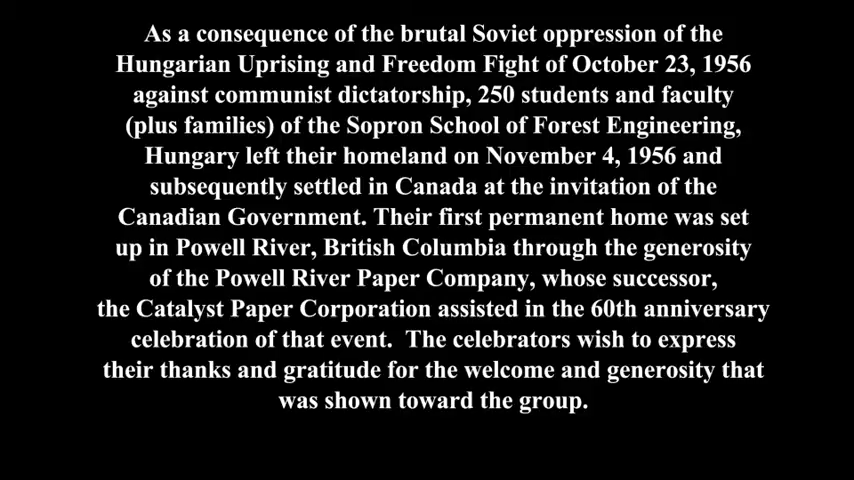 As a consequence of the brutal Soviet oppression of the
Hungarian Uprising and Freedom Fight of October 23, 1956
against communist dictatorship, 250 students and faculty
(plus families) of the Sopron School of Forest Engineering,
Hungary left their homeland on November 4, 1956 and
subsequently settled in Canada at the invitation of the
Canadian Government. Their first permanent home was set
up in Powell River, British Columbia through the generosity
of the Powell River Paper Company, whose successor,
the Catalyst Paper Corporation assisted in the 60th anniversary
celebration of that event.  The celebrators wish to express
their thanks and gratitude for the welcome and generosity that
was shown toward the group.